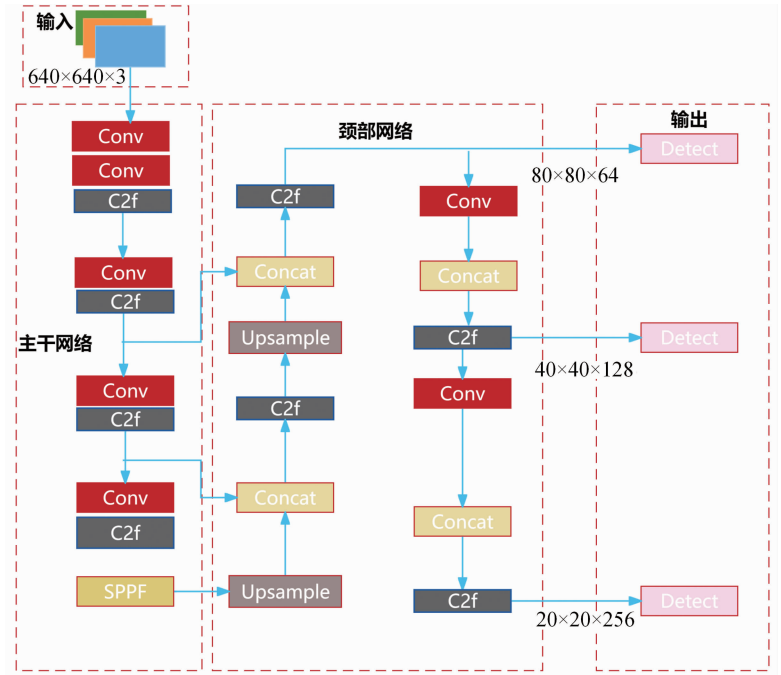 输入
640×640×3
Conv
Conv
C2f
Conv
C2f
主干网络
Conv
C2f
Conv
C2f
SPPF
颈部网络
C2f
Concat
Upsample
C2f
Concat
Upsample
Conv
Concat
C2f
Conv
Concat
C2f
80×80×64
40×40×128
20×20×256
输出
Detect
Detect
Detect